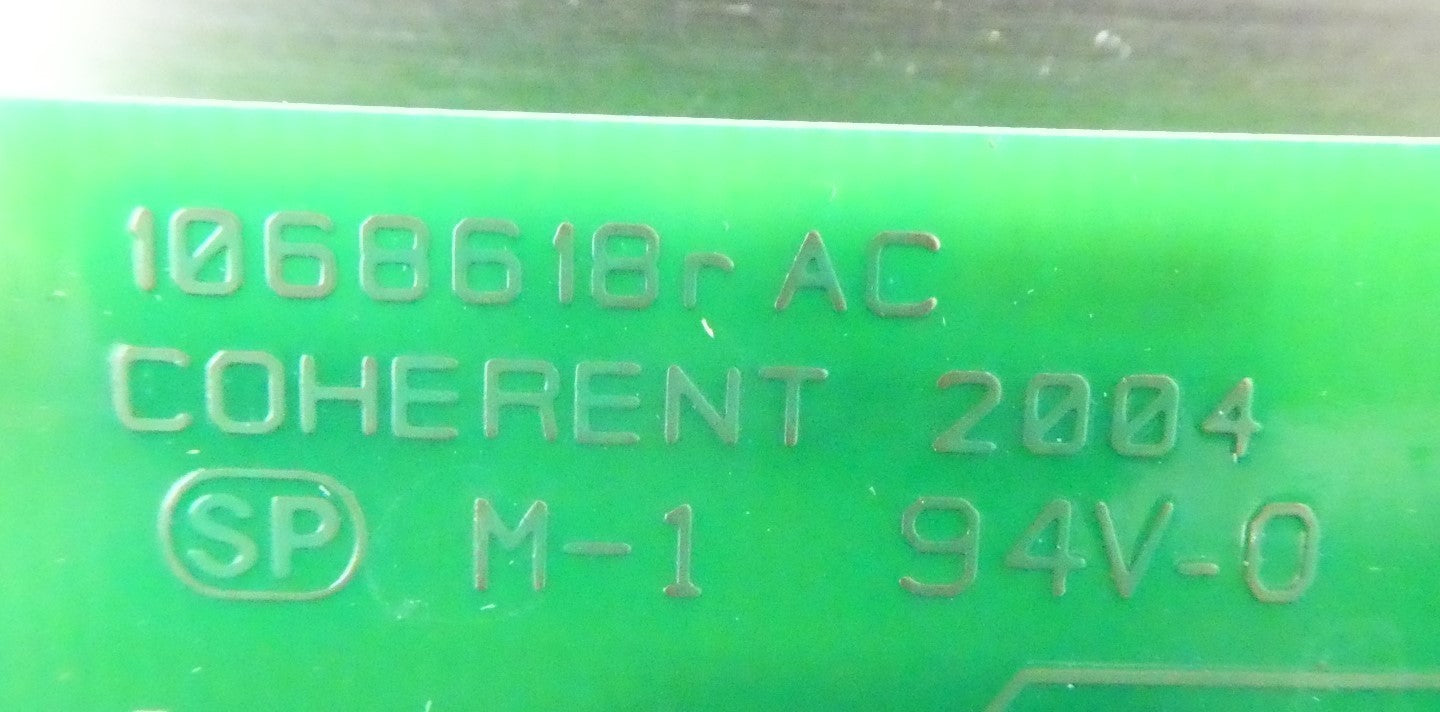 1068618r AC
COHERENT 2004
SP M-1 94V-0